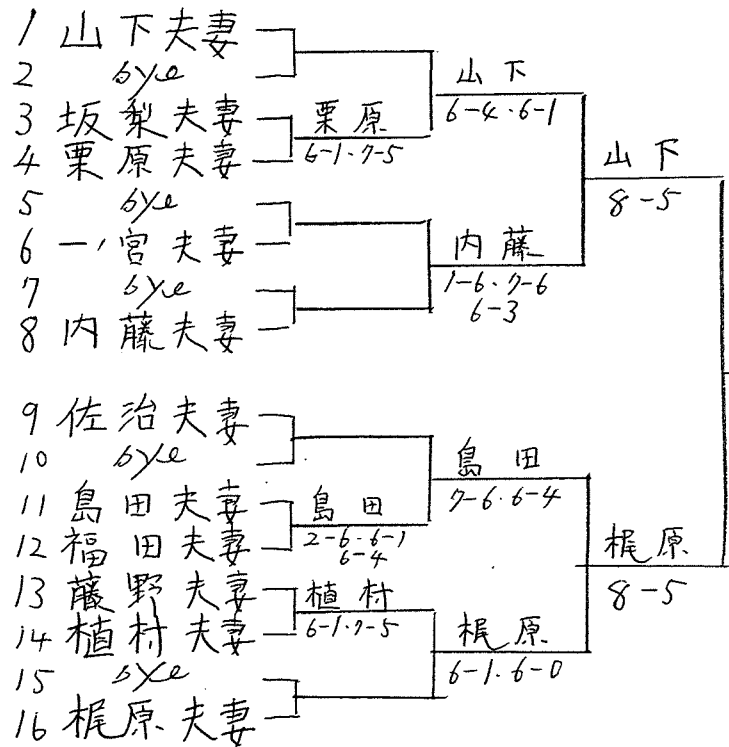 1 山下夫妻
2 bye
山下
6-4・6-1
3 坂梨夫妻
栗原
6-1・7-5
4 栗原夫妻
山下
8-5
5 bye
6 一ノ宮夫妻
内藤
1-6・7-6
6-3
7 bye
8 内藤夫妻
9 佐治夫妻
10 bye
島田
7-6・6-4
11 島田夫妻
島田
2-6・6-1
6-4
12 福田夫妻
梶原
8-5
13 藤野夫妻
植村
6-1・7-5
14 植村夫妻
梶原
6-1・6-0
15 bye
16 梶原夫妻